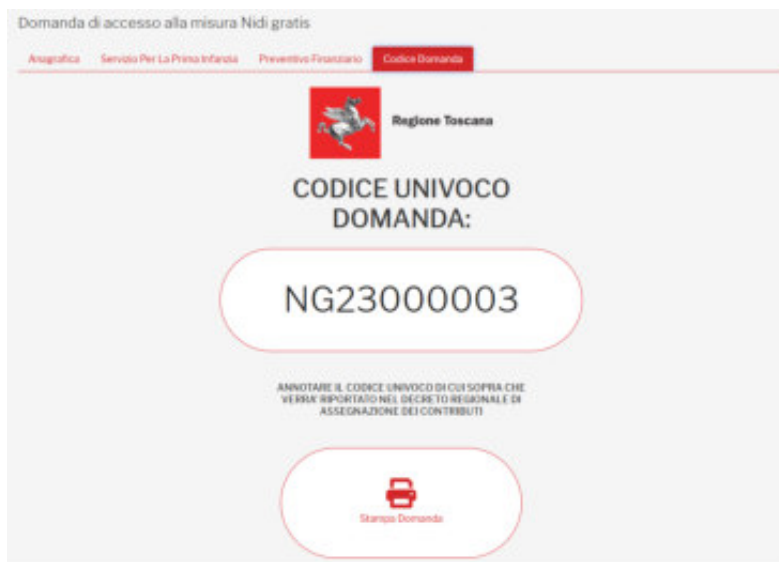 Domanda di accesso alla misura Nidi gratis
Anagrafica Servizio Per La Prima Infanzia Preventivo Finanziario Codice Domanda
Regione Toscana
CODICE UNIVOCO
DOMANDA:
NG23000003
ANNOTARE IL CODICE UNIVOCO DI CUI SOPRA CHE
VERRA' RIPORTATO NEL DECRETO REGIONALE DI
ASSEGNAZIONE DEI CONTRIBUTI
Stampa Domanda